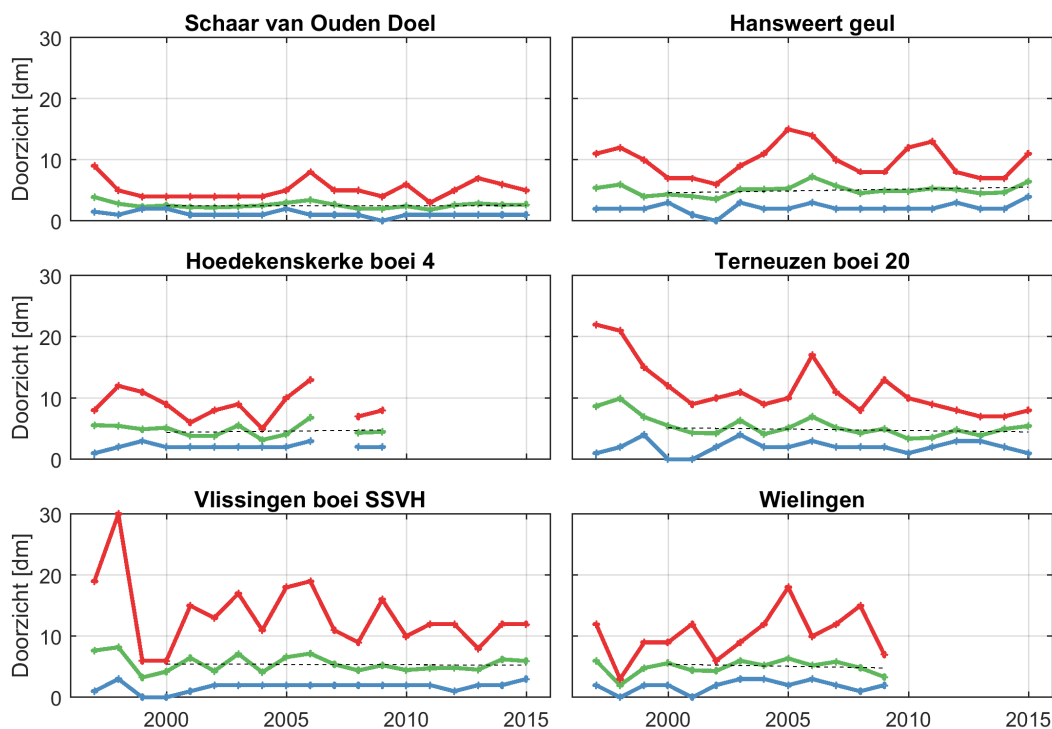 Schaar van Ouden Doel
Hansweert geul
Doorzicht [dm]
30
20
10
0
Hoedekenskerke boei 4
Terneuzen boei 20
Doorzicht [dm]
30
20
10
0
Vlissingen boei SSVH
Wielingen
Doorzicht [dm]
30
20
10
0
2000 2005 2010 2015
2000 2005 2010 2015